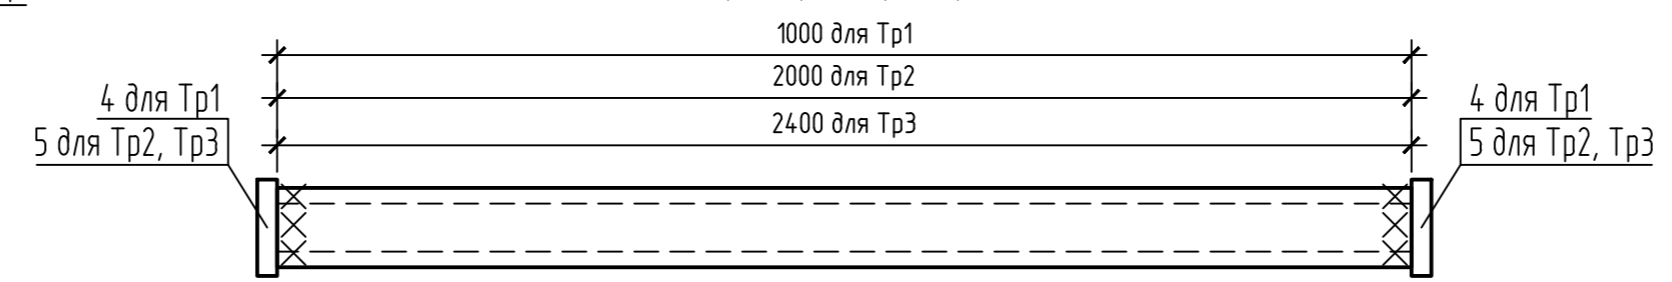 1000 для Тр1
2000 для Тр2
2400 для Тр3
4 для Тр1
5 для Тр2, Тр3
4 для Тр1
5 для Тр2, Тр3